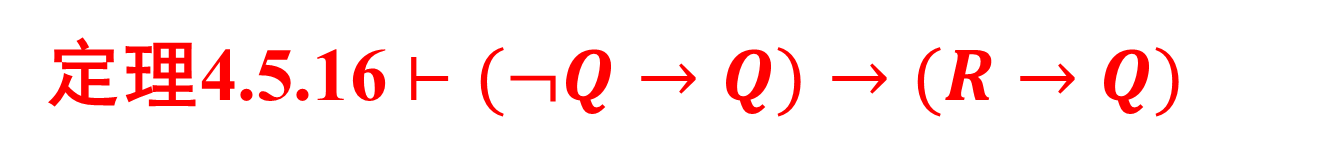 定理4.5.16 ⊢ (¬Q → Q) → (R → Q)